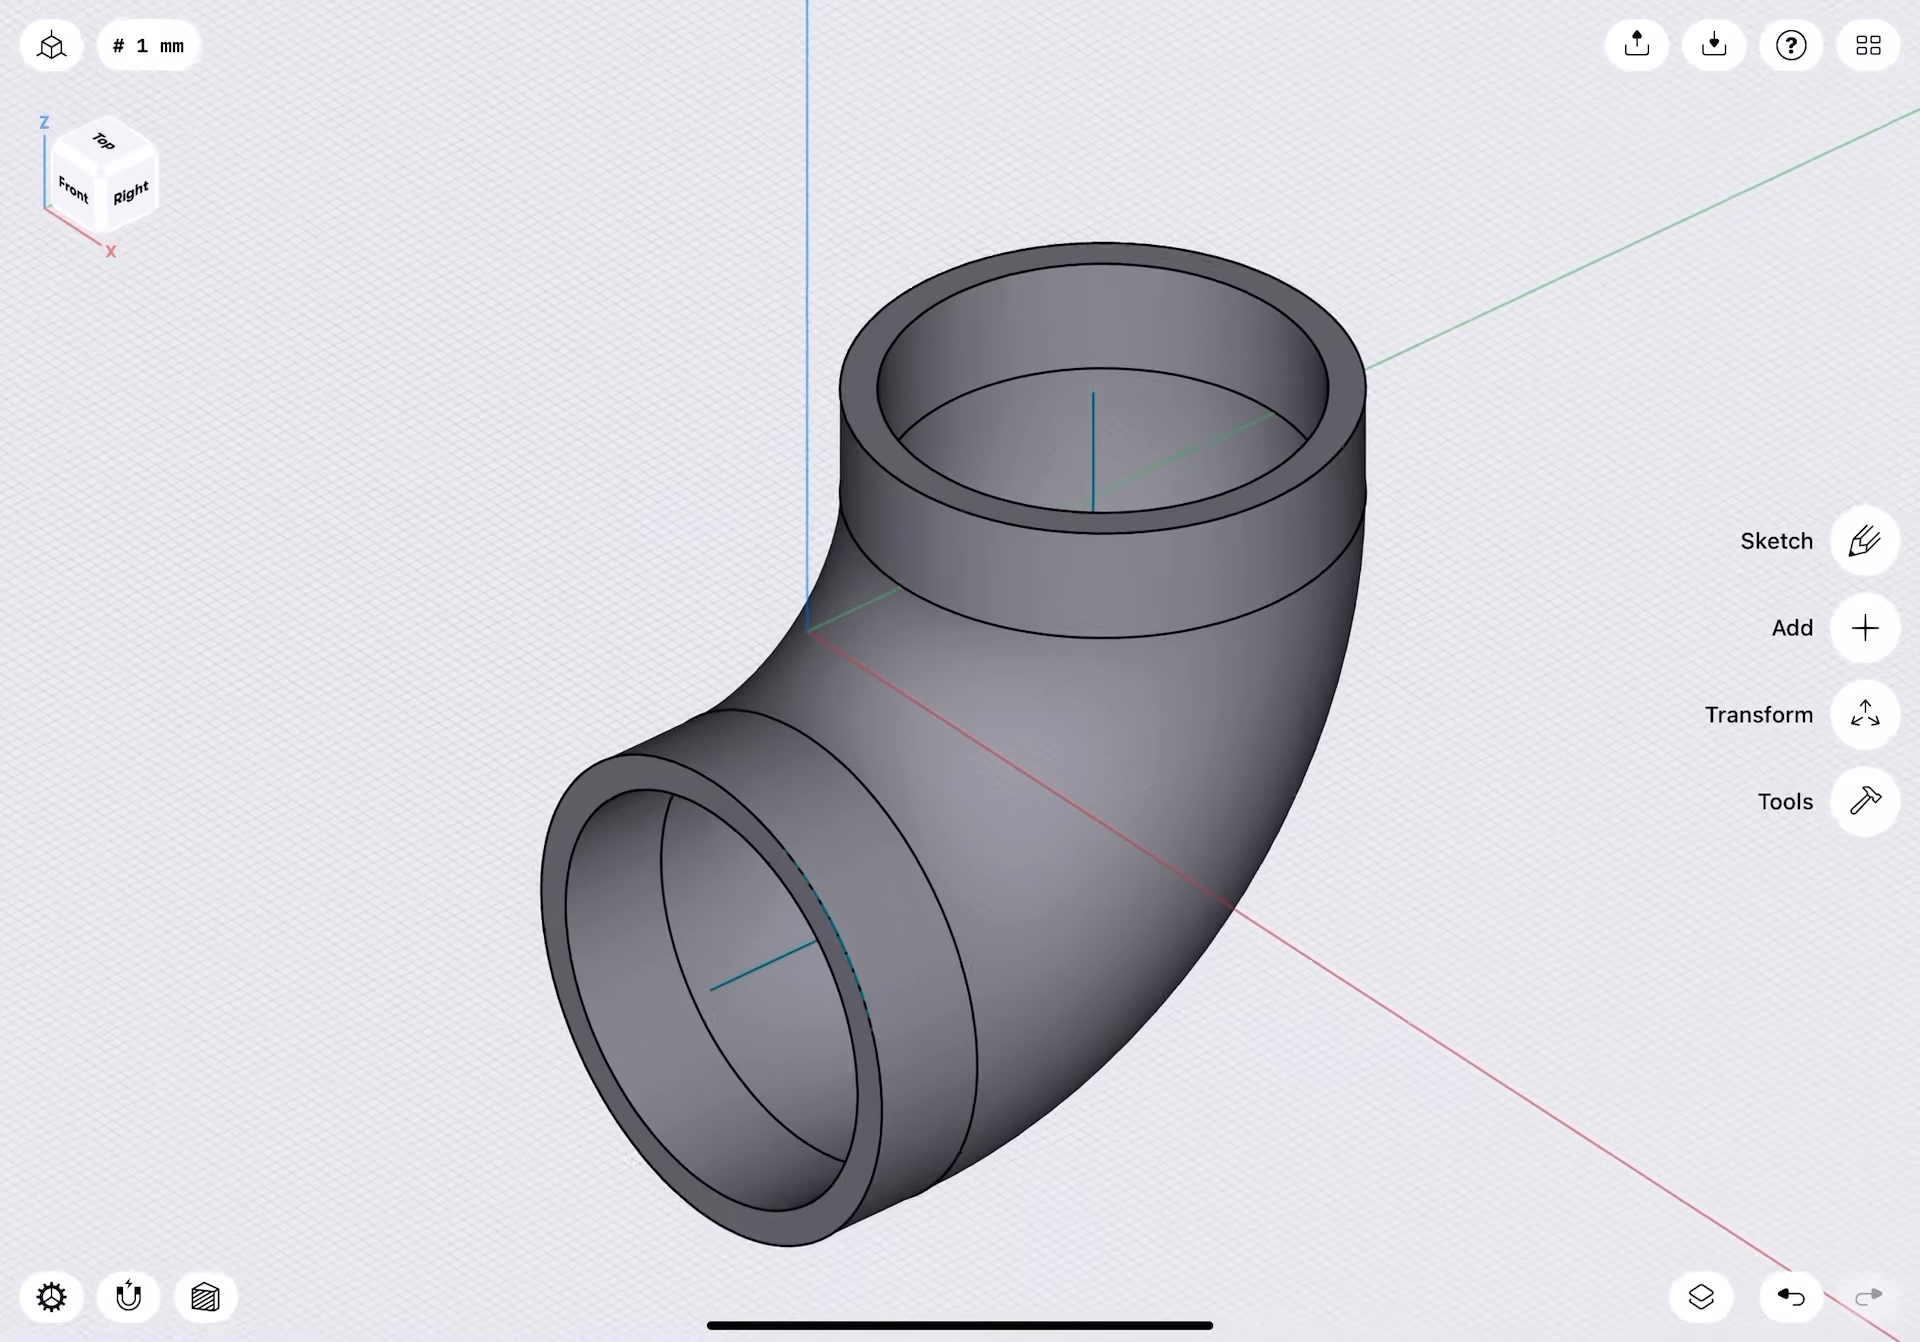 # 1 mm
?
Z
Top
Front
Right
X
Sketch
Add
Transform
Tools